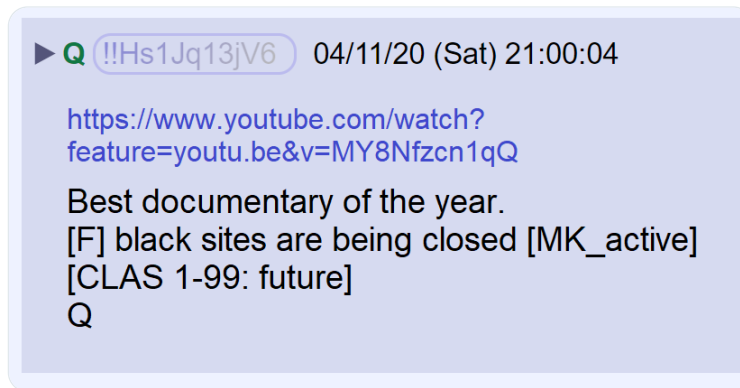 Q !!Hs1Jq13jV6 04/11/20 (Sat) 21:00:04
https://www.youtube.com/watch?
feature=youtu.be&v=MY8Nfzcn1qQ
Best documentary of the year.
[F] black sites are being closed [MK_active]
[CLAS 1-99: future]
Q